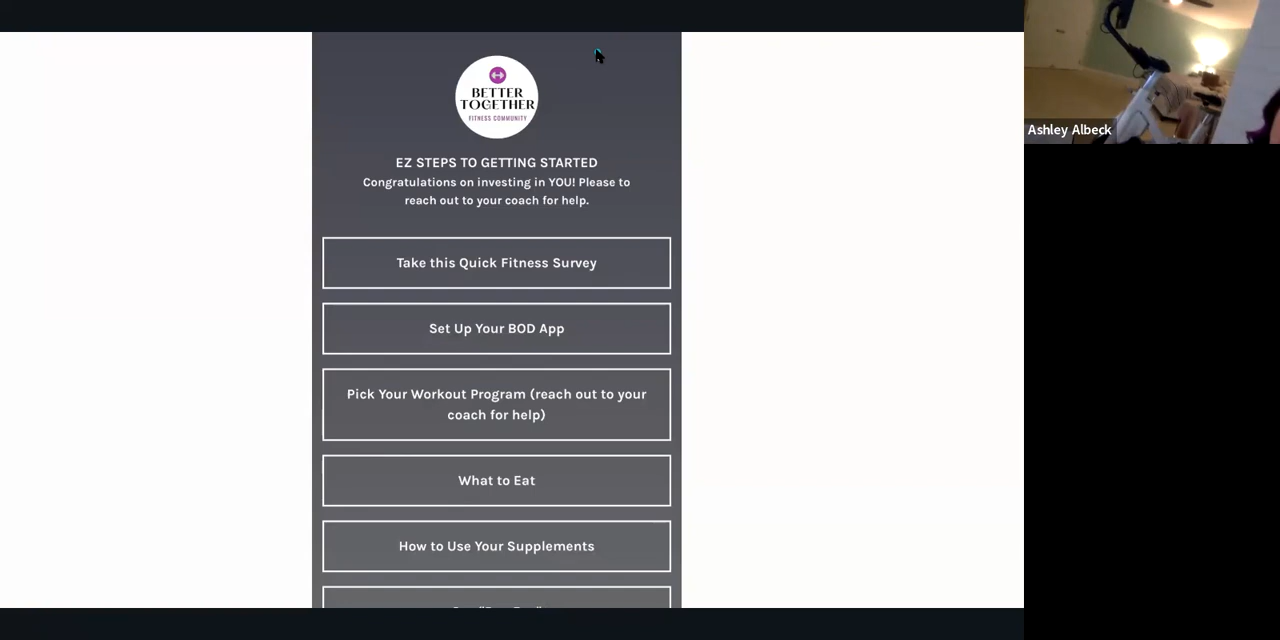 BETTER
TOGETHER
FITNESS COMMUNITY
EZ STEPS TO GETTING STARTED
Congratulations on investing in YOU! Please to
reach out to your coach for help.
Take this Quick Fitness Survey
Set Up Your BOD App
Pick Your Workout Program (reach out to your
coach for help)
What to Eat
How to Use Your Supplements
Ashley Albeck